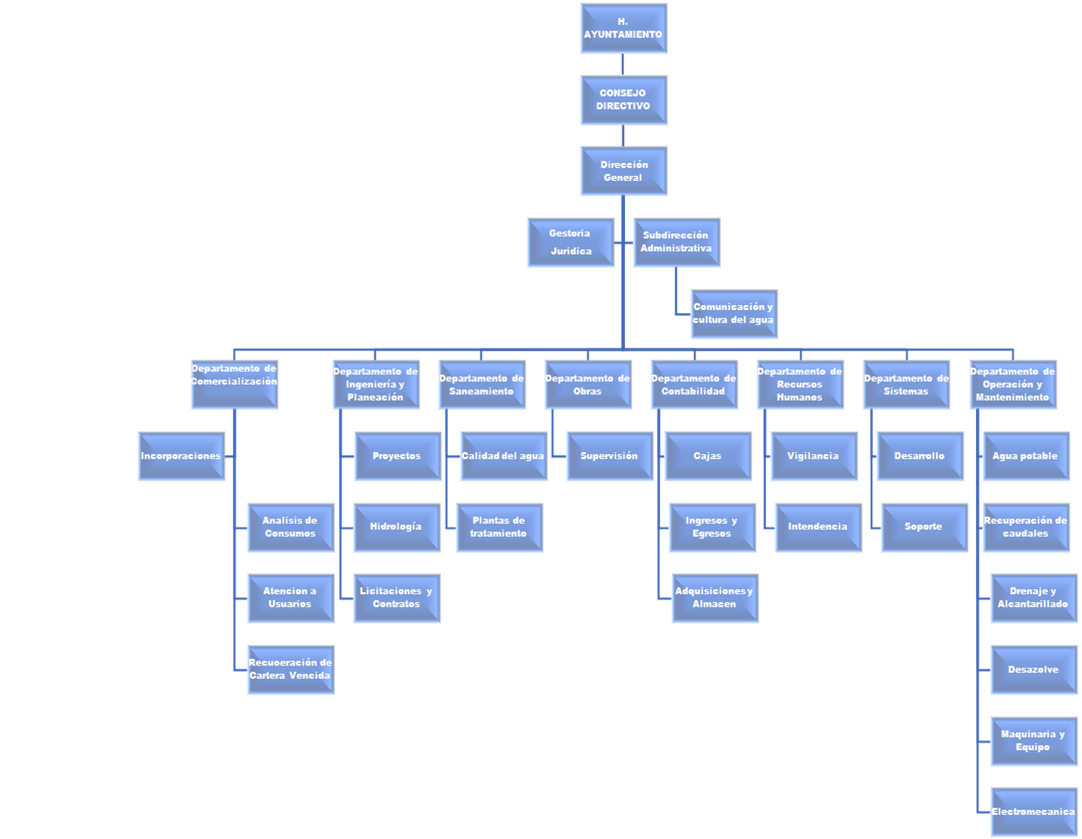 H.
AYUNTAMIENTO
CONSEJO
DIRECTIVO
Dirección
General
Gestoria
Juridica
Subdirección
Administrativa
Comunicación y
cultura del agua
Departamento de
Comercialización
Departamento de
Ingeniería y
Planeación
Departamento de
Saneamiento
Departamento de
Obras
Departamento de
Contabilidad
Departamento de
Recursos
Humanos
Departamento de
Sistemas
Departamento de
Operación y
Mantenimiento
Incorporaciones
Proyectos
Calidad del agua
Supervisión
Cajas
Vigilancia
Desarrollo
Agua potable
Analisis de
Consumos
Hidrología
Plantas de
tratamiento
Ingresos y
Egresos
Intendencia
Soporte
Recuperación de
caudales
Atencion a
Usuarios
Licitaciones y
Contratos
Adquisiciones y
Almacen
Drenaje y
Alcantarillado
Recuperación de
Cartera Vencida
Desazolve
Maquinaria y
Equipo
Electromecanica